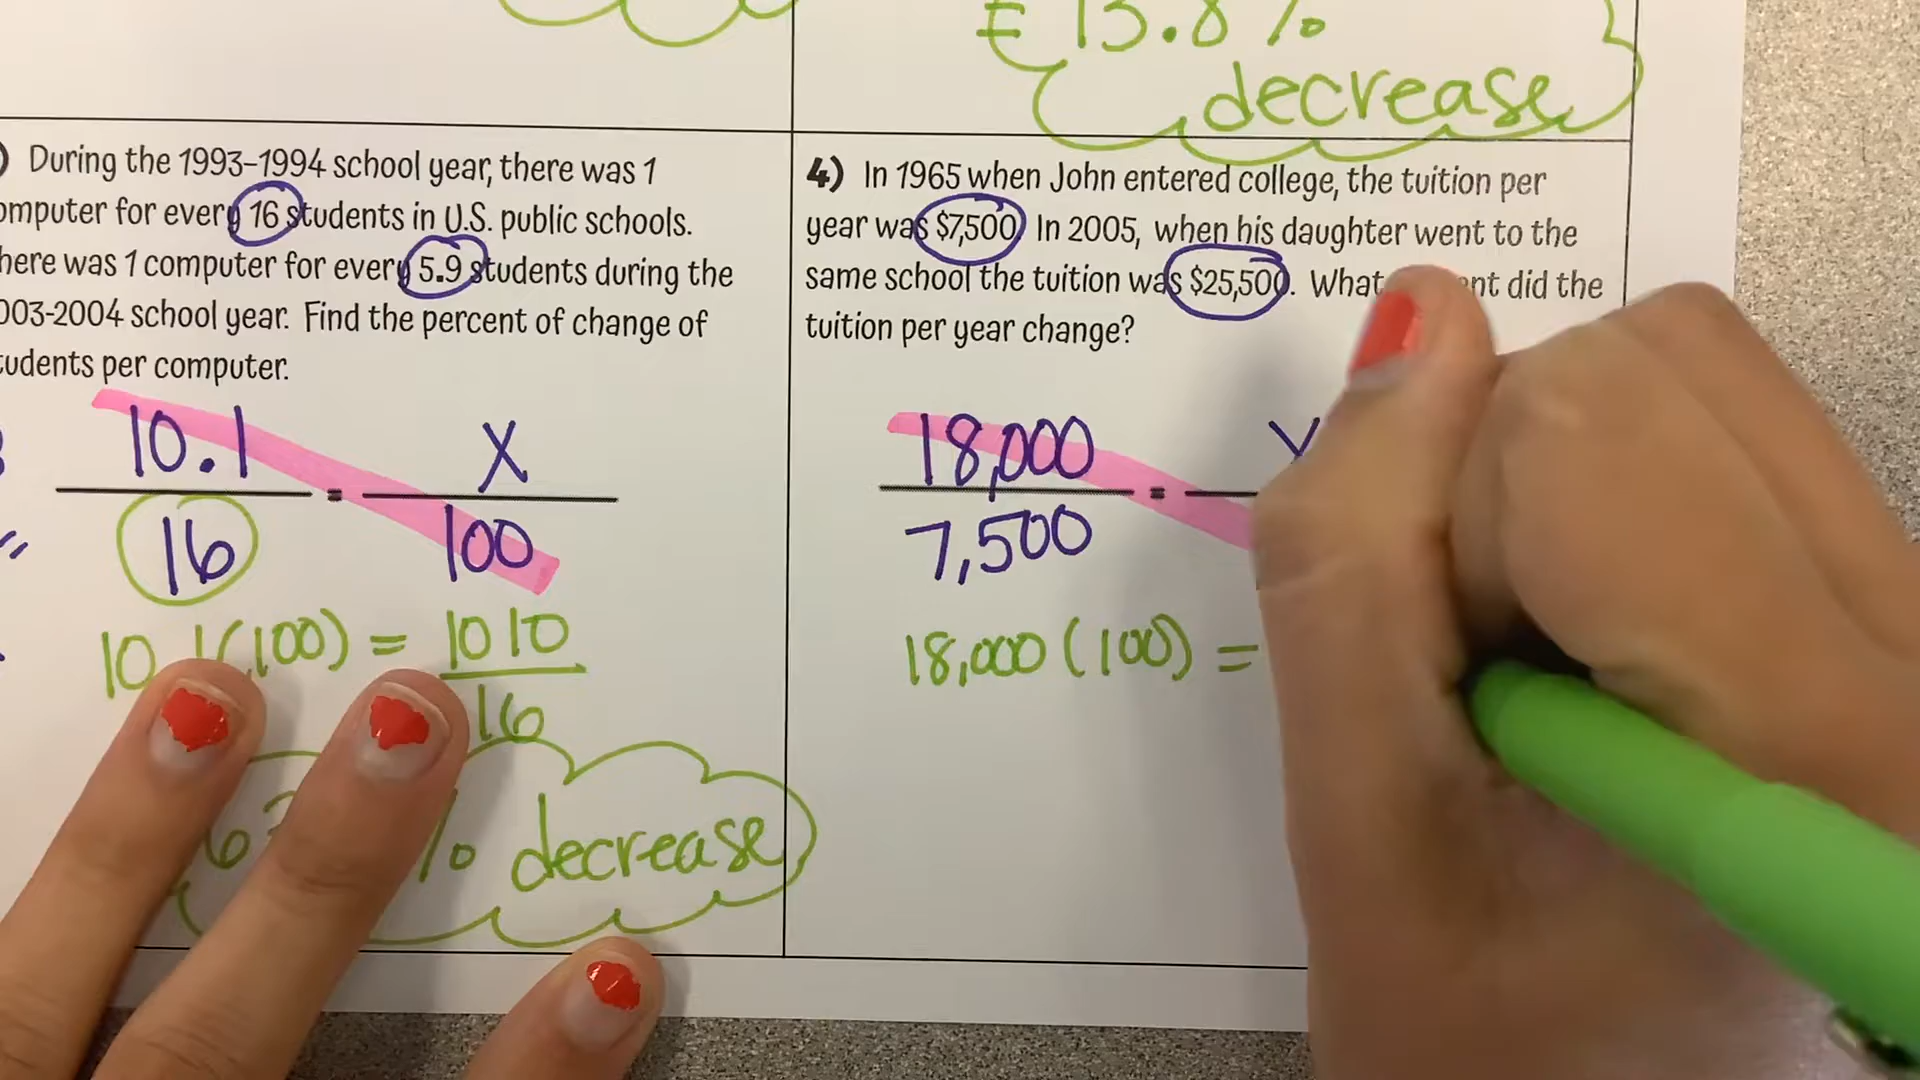 13.8%
decrease
) During the 1993-1994 school year, there was 1
omputer for every 16 students in U.S. public schools.
here was 1 computer for every 5.9 students during the
003-2004 school year. Find the percent of change of
tudents per computer.
10.1
16
=
X
100
10.1(100) = 1010
16
% decrease
4) In 1965 when John entered college, the tuition per
year was $7,500. In 2005, when his daughter went to the
same school the tuition was $25,500. What nt did the
tuition per year change?
18,000
7,500
=
18,000(100) =